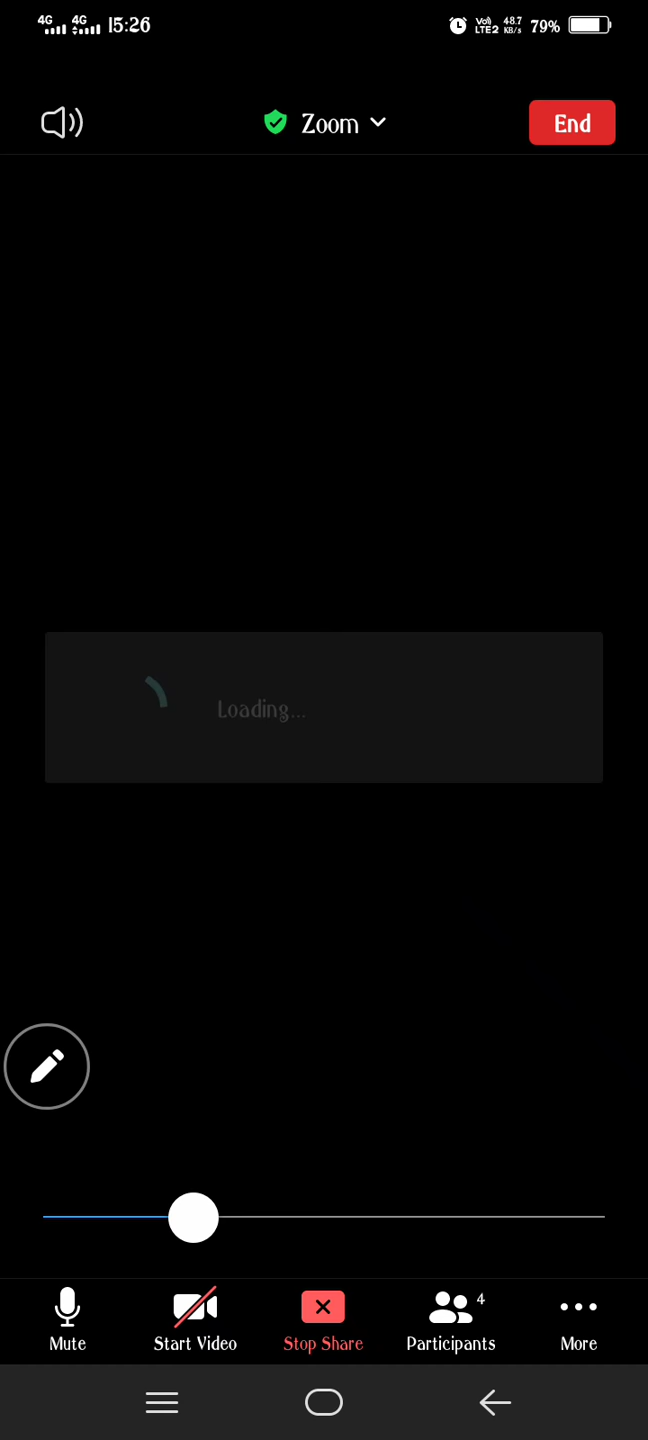 4G 4G 15:26 Vo) LTE2 48.7 KB/s 79%
Zoom
End
Loading...
4
Mute Start Video Stop Share Participants More